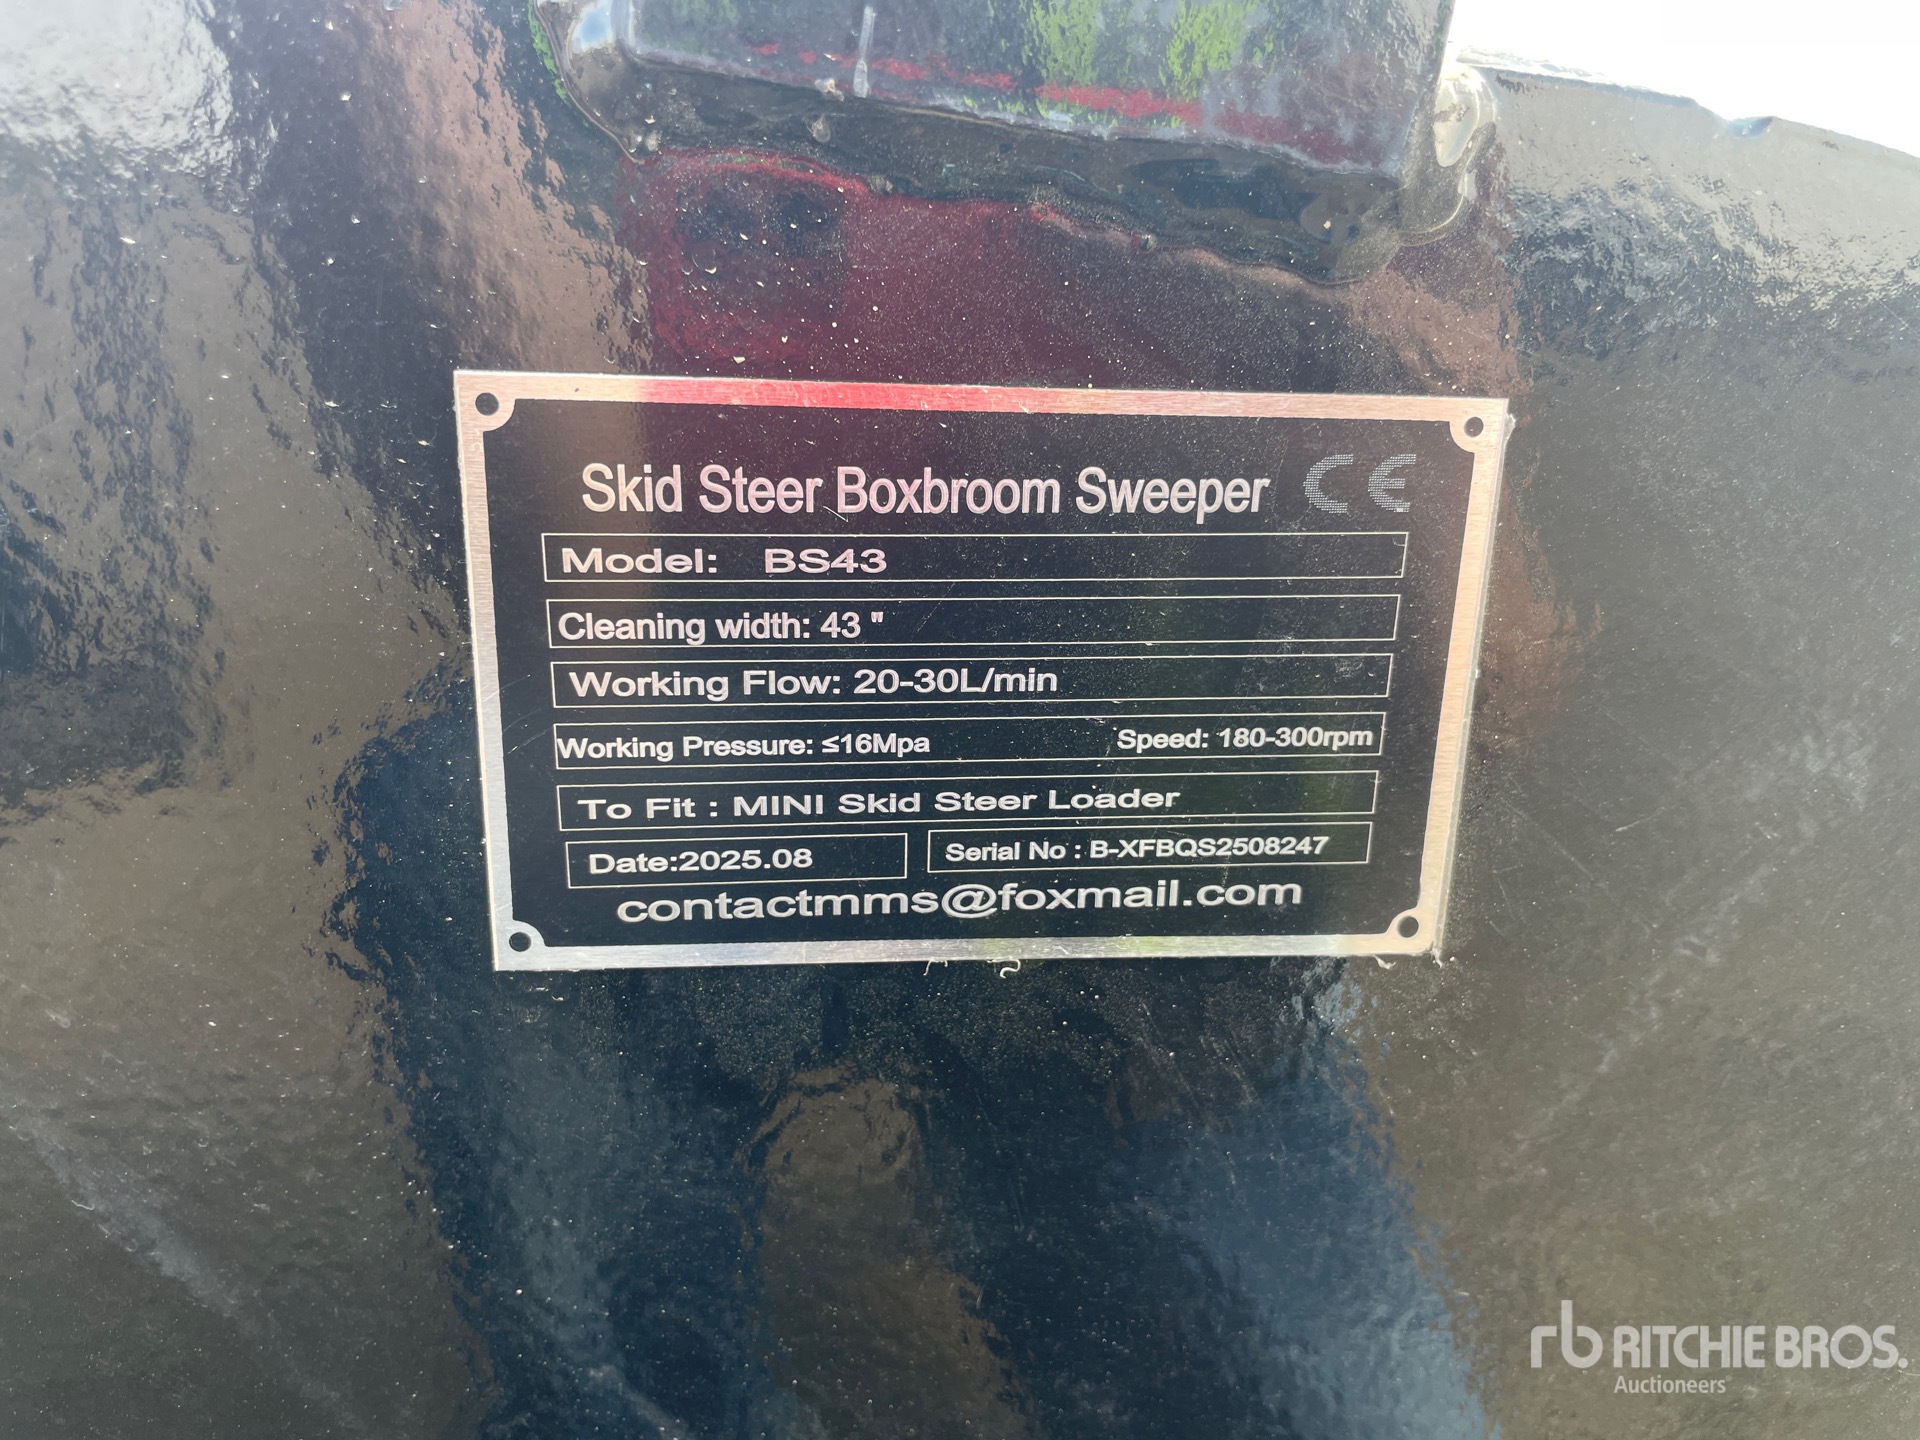 Skid Steer Boxbroom Sweeper CE
Model: BS43
Cleaning width: 43 "
Working Flow: 20-30L/min
Working Pressure: ≤16Mpa Speed: 180-300rpm
To Fit : MINI Skid Steer Loader
Date:2025.08 Serial No : B-XFBQS2508247
contactmms@foxmail.com
rb RITCHIE BROS.
Auctioneers